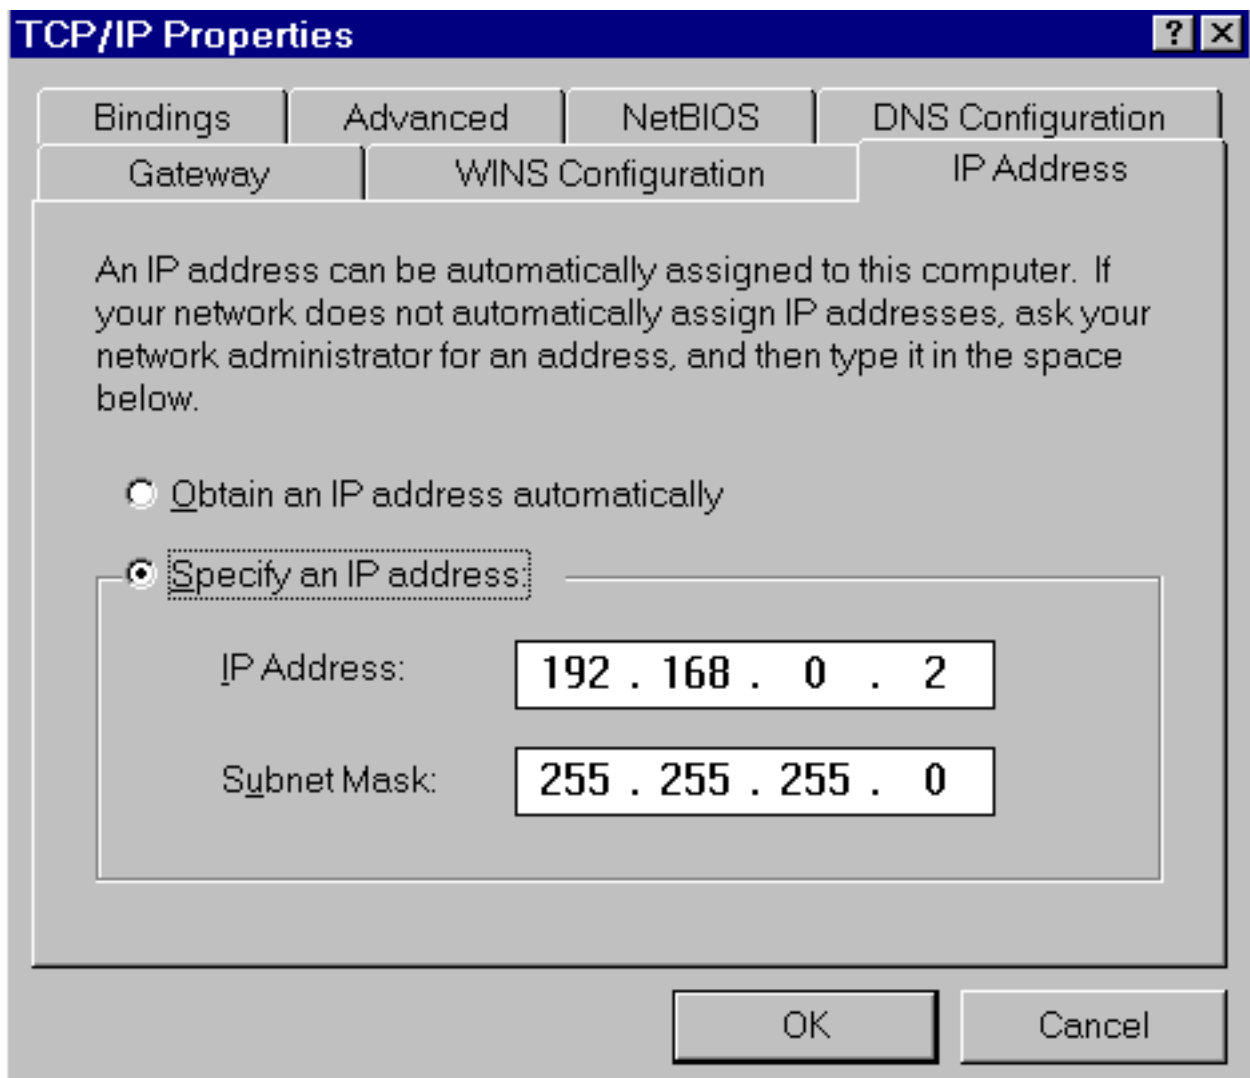 TCP/IP Properties
Bindings Advanced NetBIOS DNS Configuration
Gateway WINS Configuration IP Address
An IP address can be automatically assigned to this computer. If
your network does not automatically assign IP addresses, ask your
network administrator for an address, and then type it in the space
below.
Obtain an IP address automatically
Specify an IP address:
IP Address: 192 . 168 . 0 . 2
Subnet Mask: 255 . 255 . 255 . 0
OK Cancel